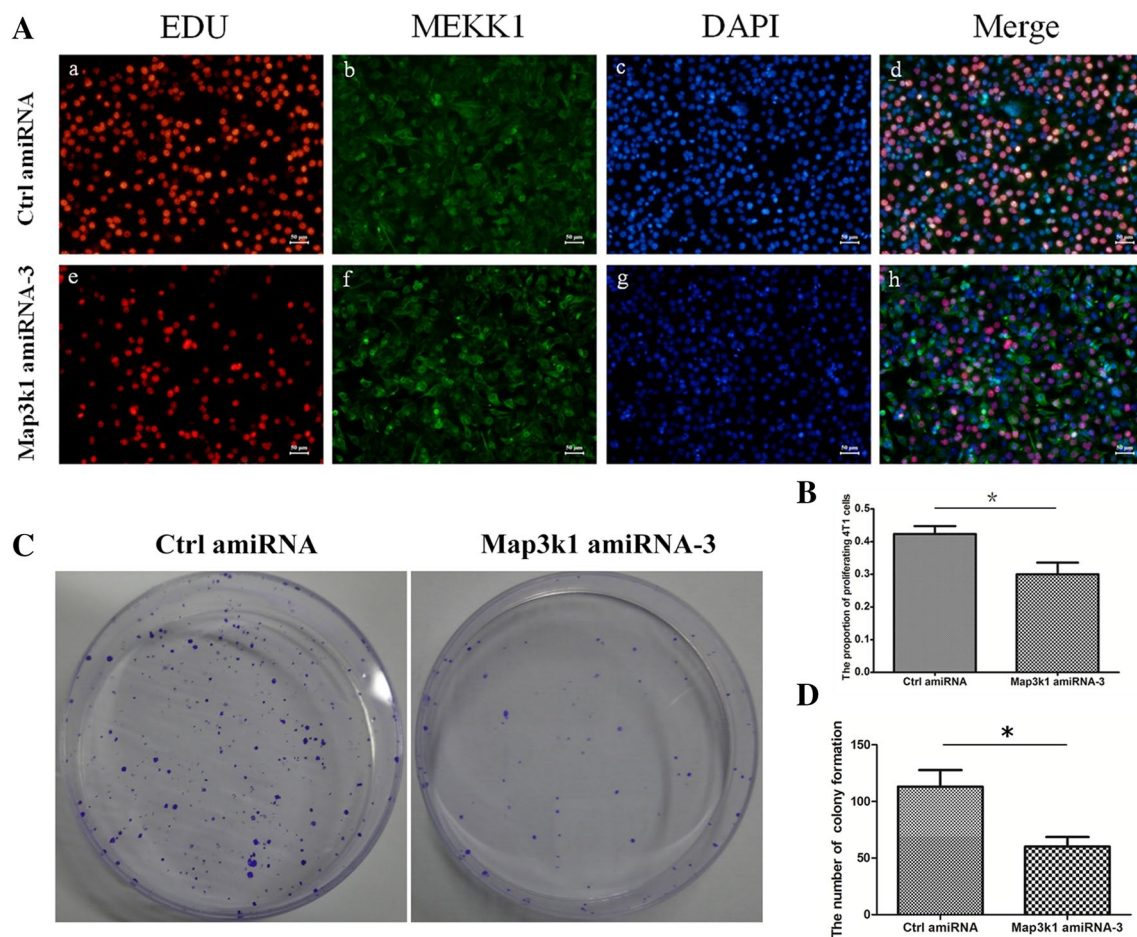 A
EDU
MEKK1
DAPI
Merge
Ctrl amiRNA
a
b
c
d
50 μm
50 μm
50 μm
50 μm
Map3k1 amiRNA-3
e
f
g
h
50 μm
50 μm
50 μm
50 μm
B
*
The proportion of proliferating 4T1 cells
0.5
0.4
0.3
0.2
0.1
0.0
Ctrl amiRNA
Map3k1 amiRNA-3
C
Ctrl amiRNA
Map3k1 amiRNA-3
D
*
The number of colony formation
150
100
50
0
Ctrl amiRNA
Map3k1 amiRNA-3